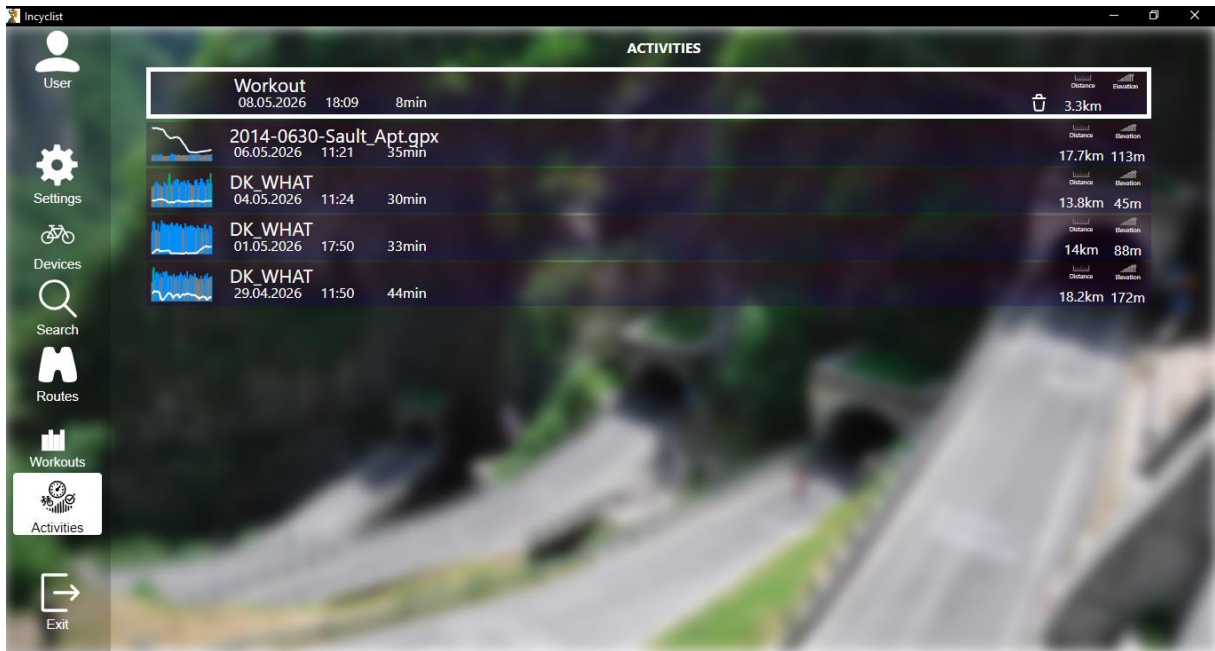 Incyclist
ACTIVITIES
User
Settings
Devices
Search
Routes
Workouts
Activities
Exit
Workout
08.05.2026 18:09 8min
Distance Elevation
3.3km
2014-0630-Sault_Apt.gpx
06.05.2026 11:21 35min
Distance Elevation
17.7km 113m
DK_WHAT
04.05.2026 11:24 30min
Distance Elevation
13.8km 45m
DK_WHAT
01.05.2026 17:50 33min
Distance Elevation
14km 88m
DK_WHAT
29.04.2026 11:50 44min
Distance Elevation
18.2km 172m